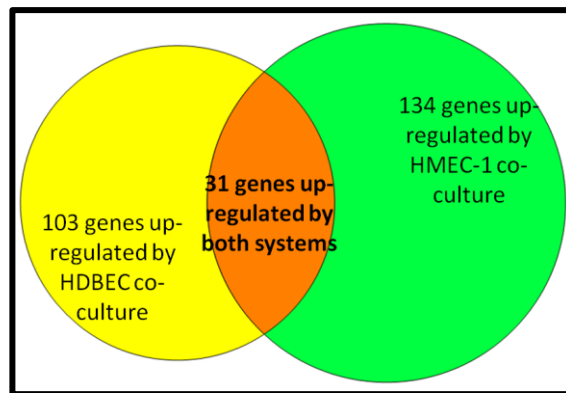 103 genes up-
regulated by
HDBEC co-
culture
31 genes up-
regulated by
both systems
134 genes up-
regulated by
HMEC-1 co-
culture